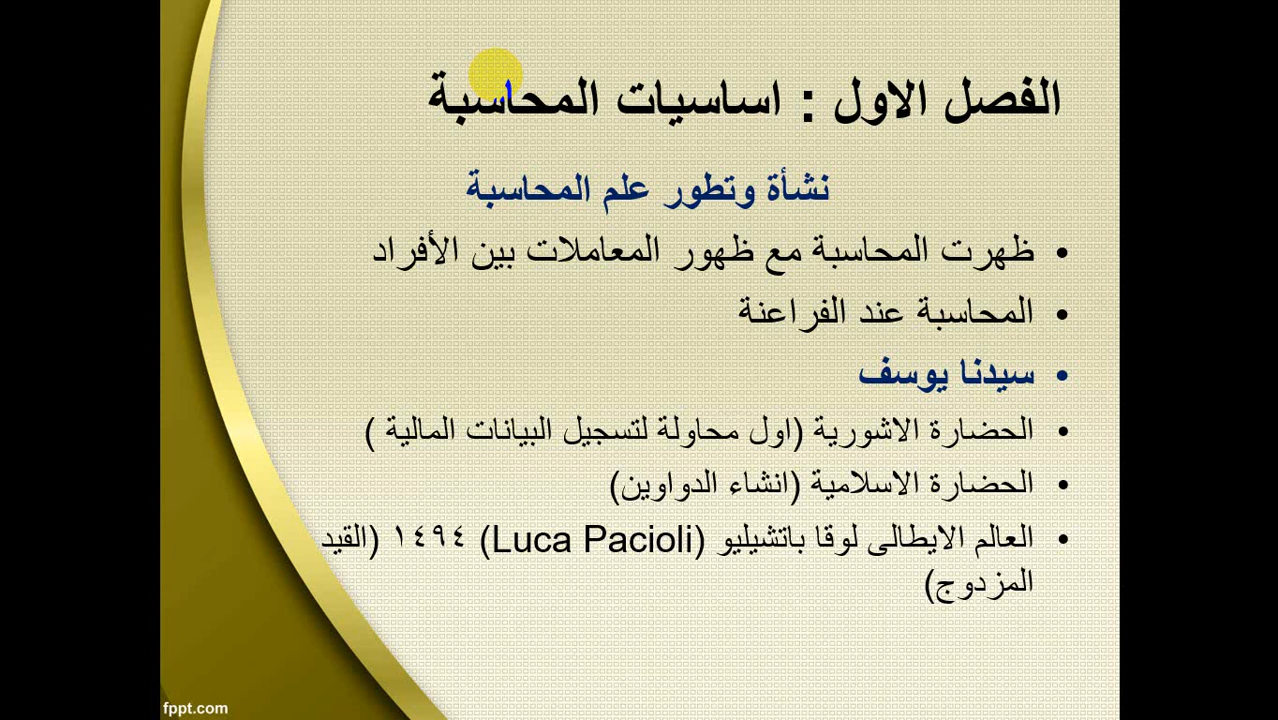 الفصل الاول : اساسيات المحاسبة
نشأة وتطور علم المحاسبة
• ظهرت المحاسبة مع ظهور المعاملات بين الأفراد
• المحاسبة عند الفراعنة
• سيدنا يوسف
• الحضارة الاشورية (اول محاولة لتسجيل البيانات المالية )
• الحضارة الاسلامية (انشاء الدواوين)
• العالم الايطالى لوقا باتشيليو (Luca Pacioli) ١٤٩٤ (القيد
المزدوج)
fppt.com